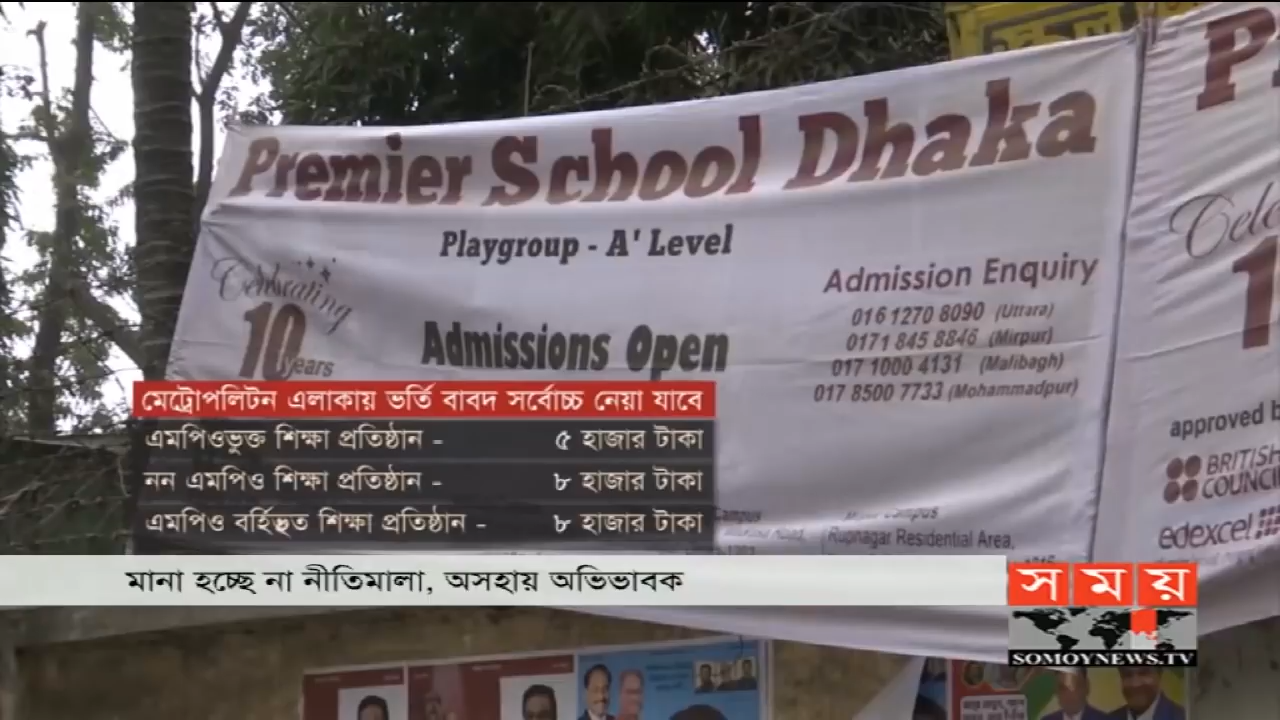 Premier School Dhaka
Playgroup - A' Level
Celebrating
10
years
Admissions Open
Admission Enquiry
016 1270 8090 (Uttara)
0171 845 8846 (Mirpur)
017 1000 4131 (Malibagh)
017 8500 7733 (Mohammadpur)
Rupnagar Residential Area,
approved
BRITISH
COUNCIL
edexcel
মেট্রোপলিটন এলাকায় ভর্তি বাবদ সর্বোচ্চ নেয়া যাবে
এমপিওভুক্ত শিক্ষা প্রতিষ্ঠান - ৫ হাজার টাকা
নন এমপিও শিক্ষা প্রতিষ্ঠান - ৮ হাজার টাকা
এমপিও বর্হিভূত শিক্ষা প্রতিষ্ঠান - ৮ হাজার টাকা
মানা হচ্ছে না নীতিমালা, অসহায় অভিভাবক
সময়
SOMOYNEWS.TV